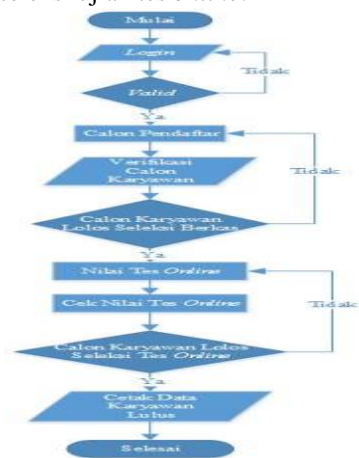 Mulai
Login
Tidak
Valid
Ya
Calon Pendaftar
Verifikasi
Calon
Karyawan
Tidak
Calon Karyawan
Lolos Seleksi Berkas
Ya
Nilai Tes Online
Cek Nilai Tes Online
Tidak
Calon Karyawan Lolos
Seleksi Tes Online
Ya
Cetak Data
Karyawan
Lulus
Selesai